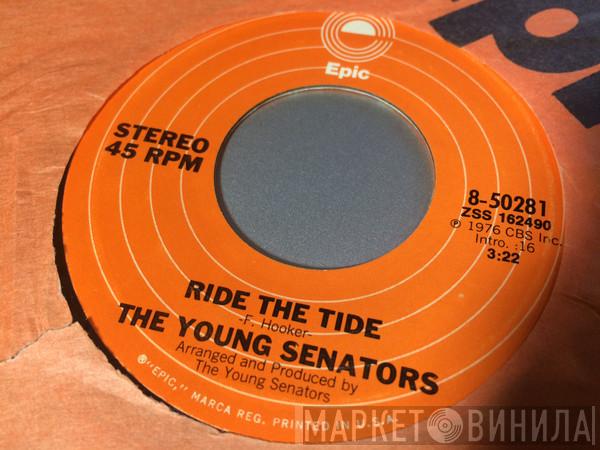 Epic
STEREO
45 RPM
8-50281
ZSS 162490
℗ 1976 CBS Inc.
Intro. :16
3:22
RIDE THE TIDE
-F. Hooker-
THE YOUNG SENATORS
Arranged and Produced by
The Young Senators
®"EPIC," MARCA REG. PRINTED IN U.S.A.
МАРКЕТ ВИНИЛА